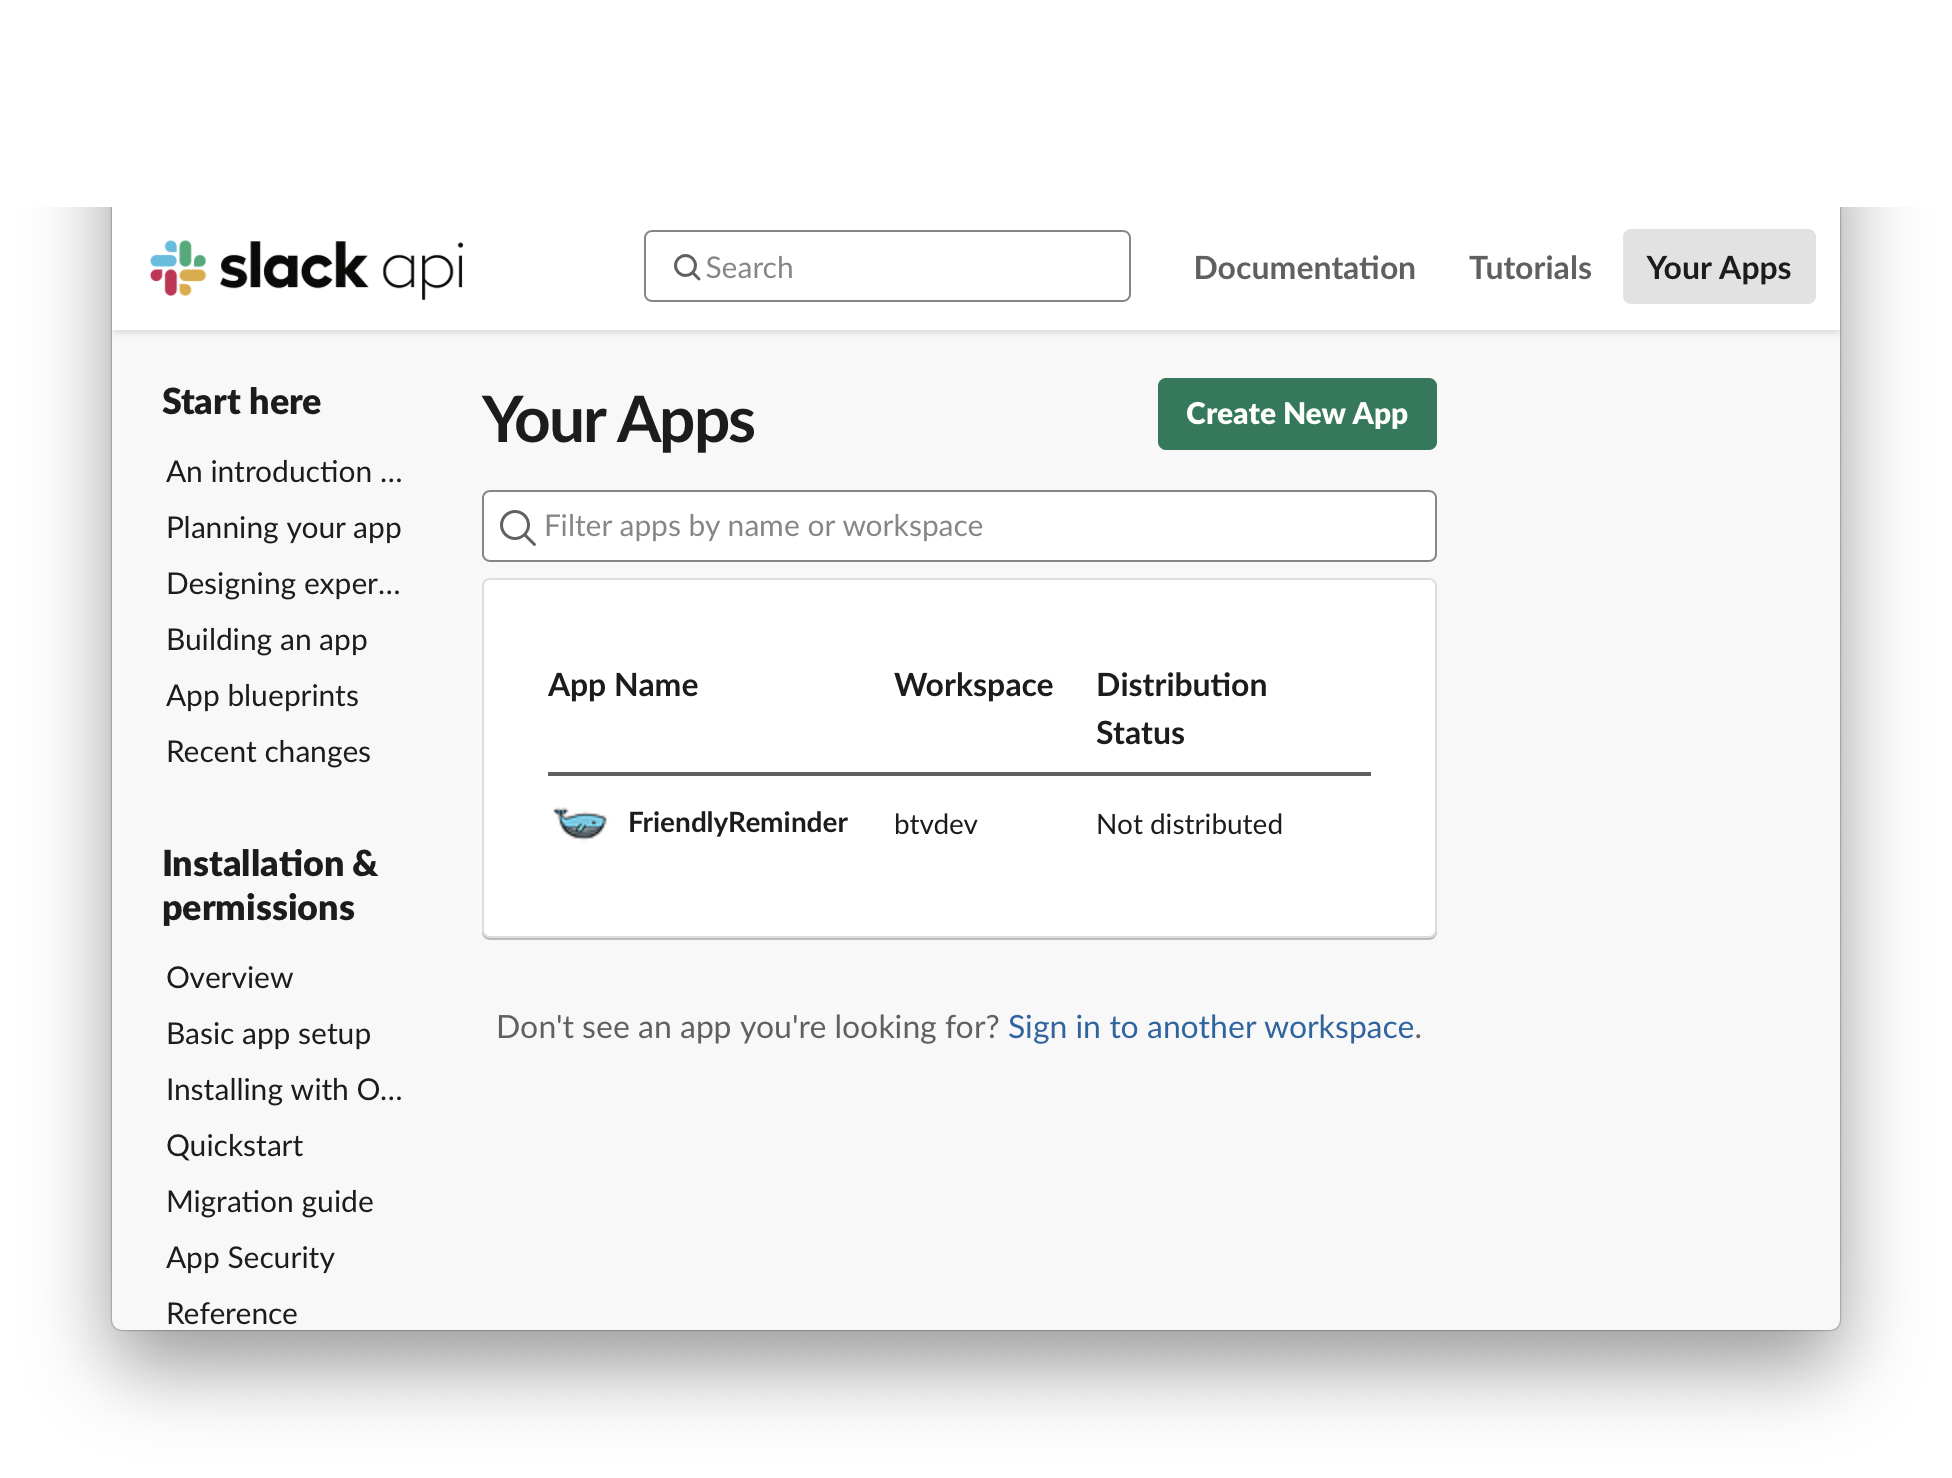 slack api
Search
Documentation
Tutorials
Your Apps
Start here
An introduction ...
Planning your app
Designing exper...
Building an app
App blueprints
Recent changes
Installation &
permissions
Overview
Basic app setup
Installing with O...
Quickstart
Migration guide
App Security
Reference
Your Apps
Create New App
Filter apps by name or workspace
App Name
Workspace
Distribution
Status
FriendlyReminder
btvdev
Not distributed
Don't see an app you're looking for? Sign in to another workspace.